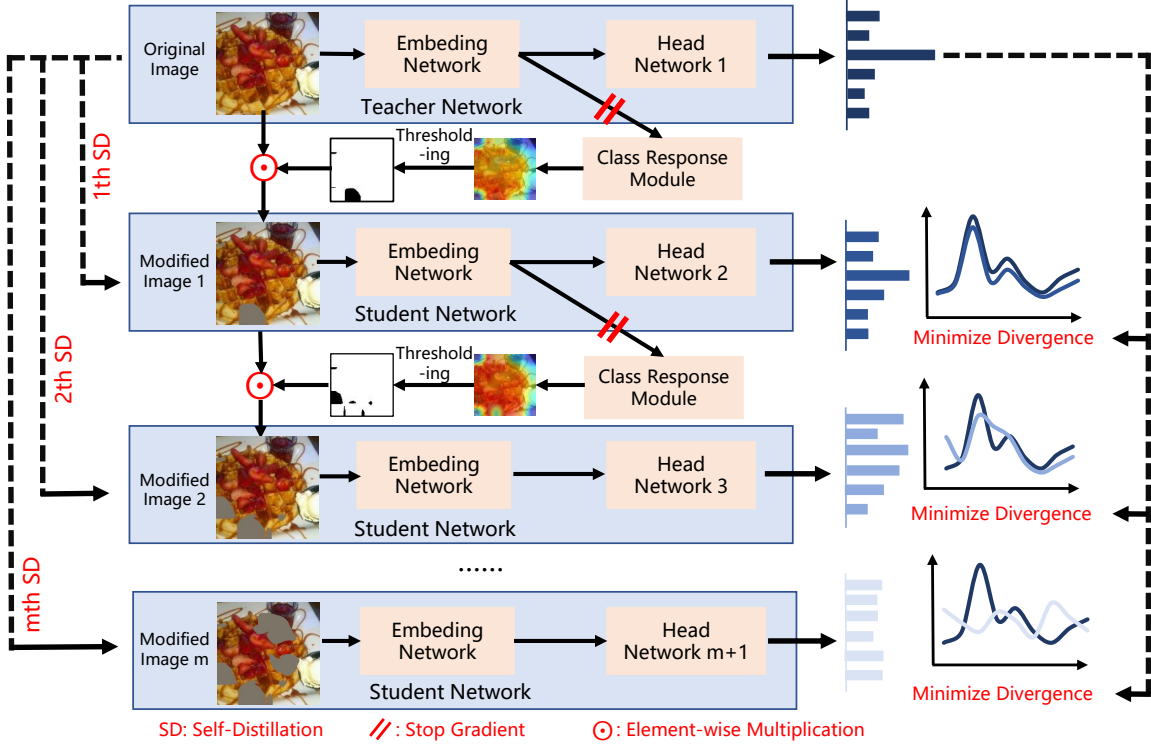 Original
Image
Embeding
Network
Head
Network 1
Teacher Network
1th SD
Threshold
-ing
Class Response
Module
Modified
Image 1
Embeding
Network
Head
Network 2
Student Network
Minimize Divergence
2th SD
Threshold
-ing
Class Response
Module
Modified
Image 2
Embeding
Network
Head
Network 3
Student Network
Minimize Divergence
......
mth SD
Modified
Image m
Embeding
Network
Head
Network m+1
Student Network
Minimize Divergence
SD: Self-Distillation
: Stop Gradient
: Element-wise Multiplication